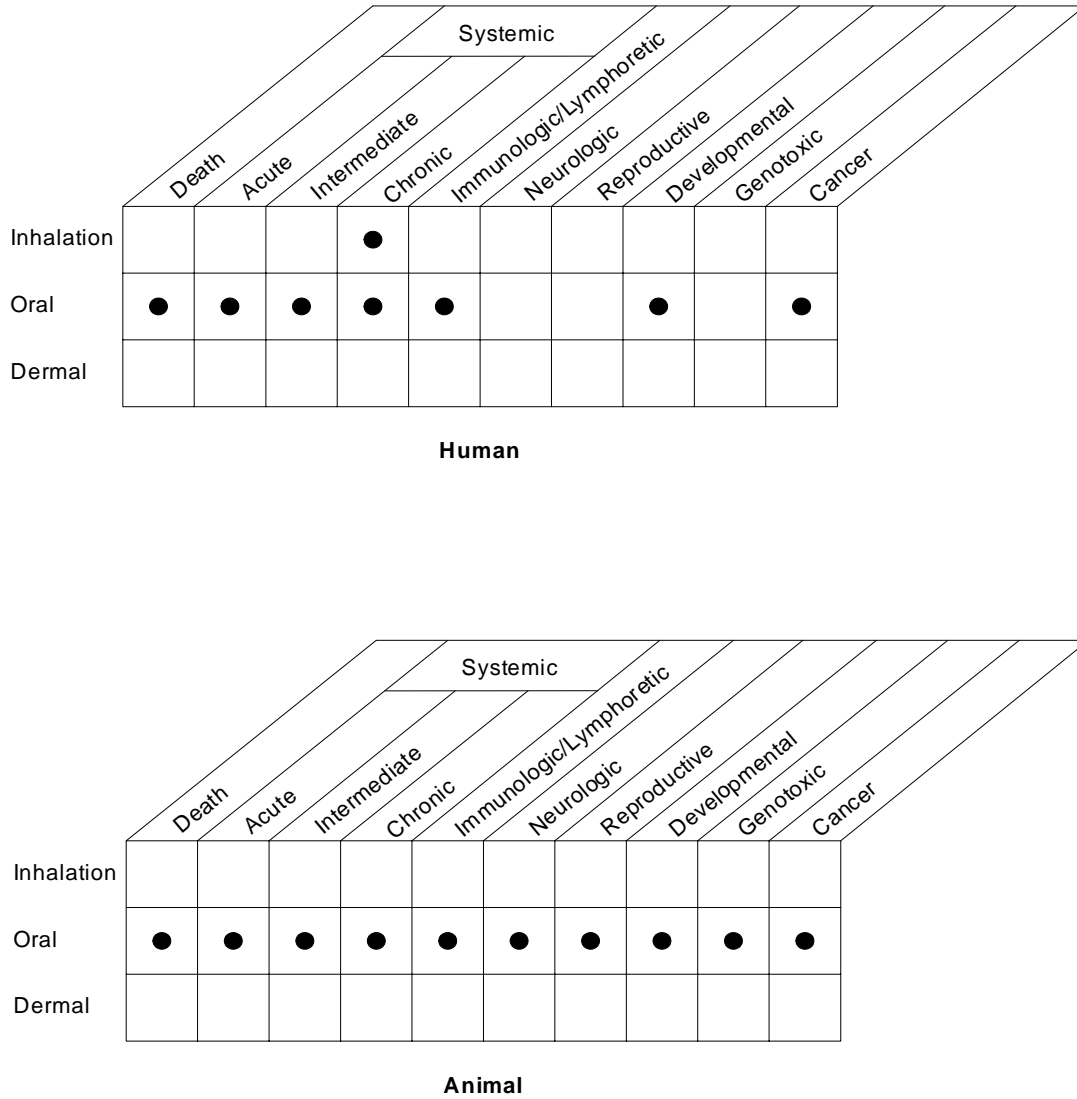 Systemic
Death
Acute
Intermediate
Chronic
Immunologic/Lymphoretic
Neurologic
Reproductive
Developmental
Genotoxic
Cancer
Inhalation
Oral
Dermal
Human
Systemic
Death
Acute
Intermediate
Chronic
Immunologic/Lymphoretic
Neurologic
Reproductive
Developmental
Genotoxic
Cancer
Inhalation
Oral
Dermal
Animal